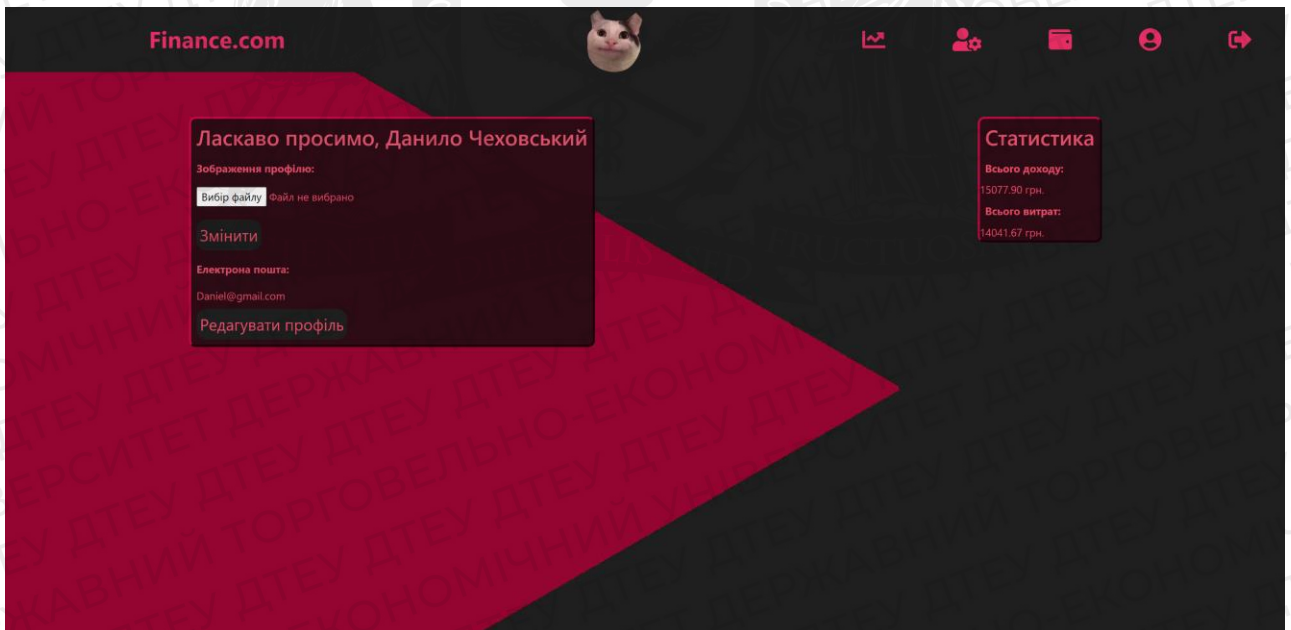 Finance.com
Ласкаво просимо, Данило Чеховський
Зображення профілю:
Вибір файлу Файл не вибрано
Змінити
Електрона пошта:
Daniel@gmail.com
Редагувати профіль
Статистика
Всього доходу:
15077.90 грн.
Всього витрат:
14041.67 грн.